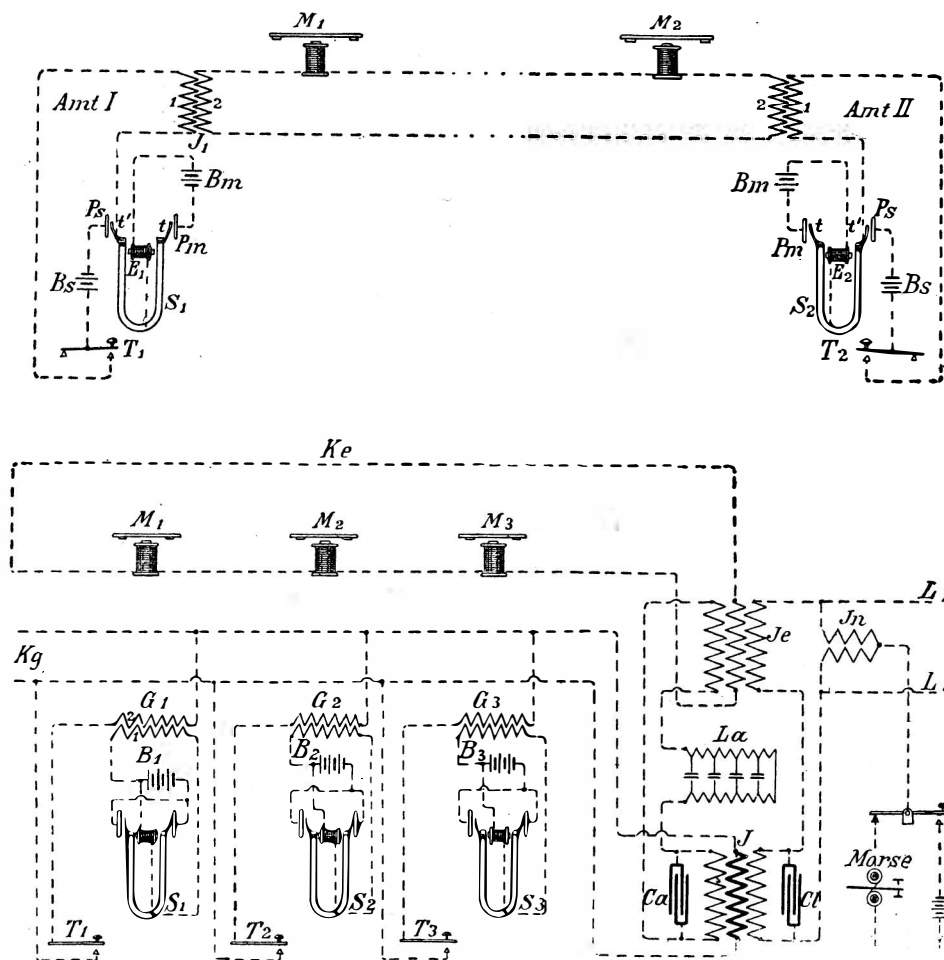 M₁ M₂
Amt I 1 2 2 1 Amt II
J₁
Bm Bm
Ps t' t Pm Pm t t' Ps
E₁ E₂
Bs S₁ S₂ Bs
T₁ T₂
Ke
M₁ M₂ M₃
L
Je Jn
Kg
L
G1 G2 G3
2
1
La
B₁ B₂ B₃
J
Morse
Ca Cl
S₁ S₂ S₃
T₁ T₂ T₃